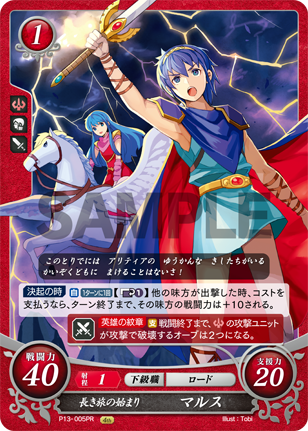 1
SAMPLE
このとりでには アリティアの ゆうかんな きしたちがいる
かいぞくどもに まけることはないさ!
決起の時 自 1ターンに1回 1 他の味方が出撃した時、コストを
支払うなら、ターン終了まで、その味方の戦闘力は+10される。
英雄の紋章 支 戦闘終了まで、の攻撃ユニット
が攻撃で破壊するオーブは2つになる。
戦闘力
40
射程 1 下級職 ロード
支援力
20
長き旅の始まり マルス
P13-005PR
Illust:Tobi